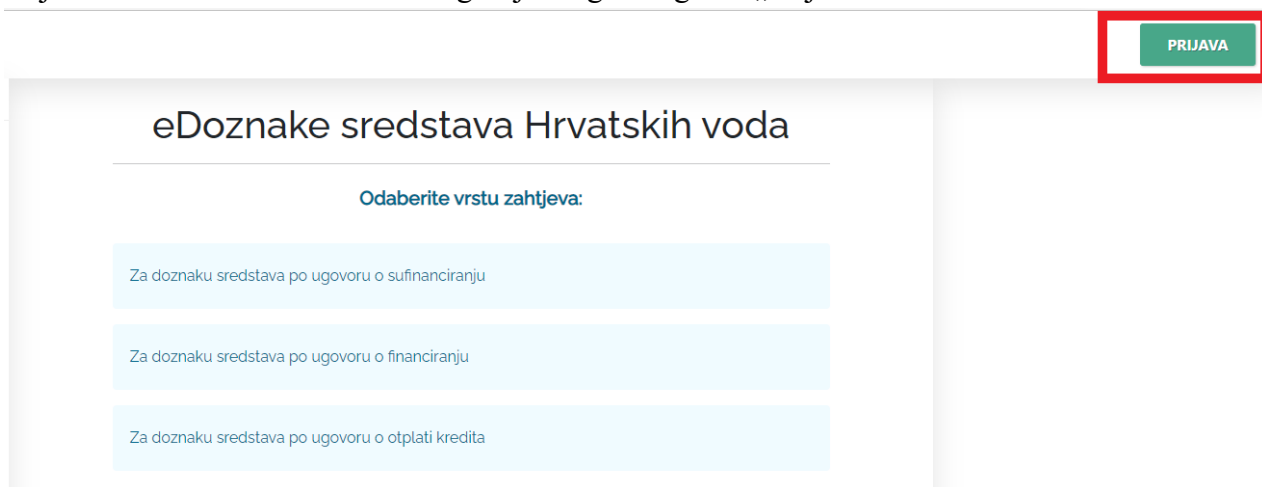 PRIJAVA
eDoznake sredstava Hrvatskih voda
Odaberite vrstu zahtjeva:
Za doznaku sredstava po ugovoru o sufinanciranju
Za doznaku sredstava po ugovoru o financiranju
Za doznaku sredstava po ugovoru o otplati kredita